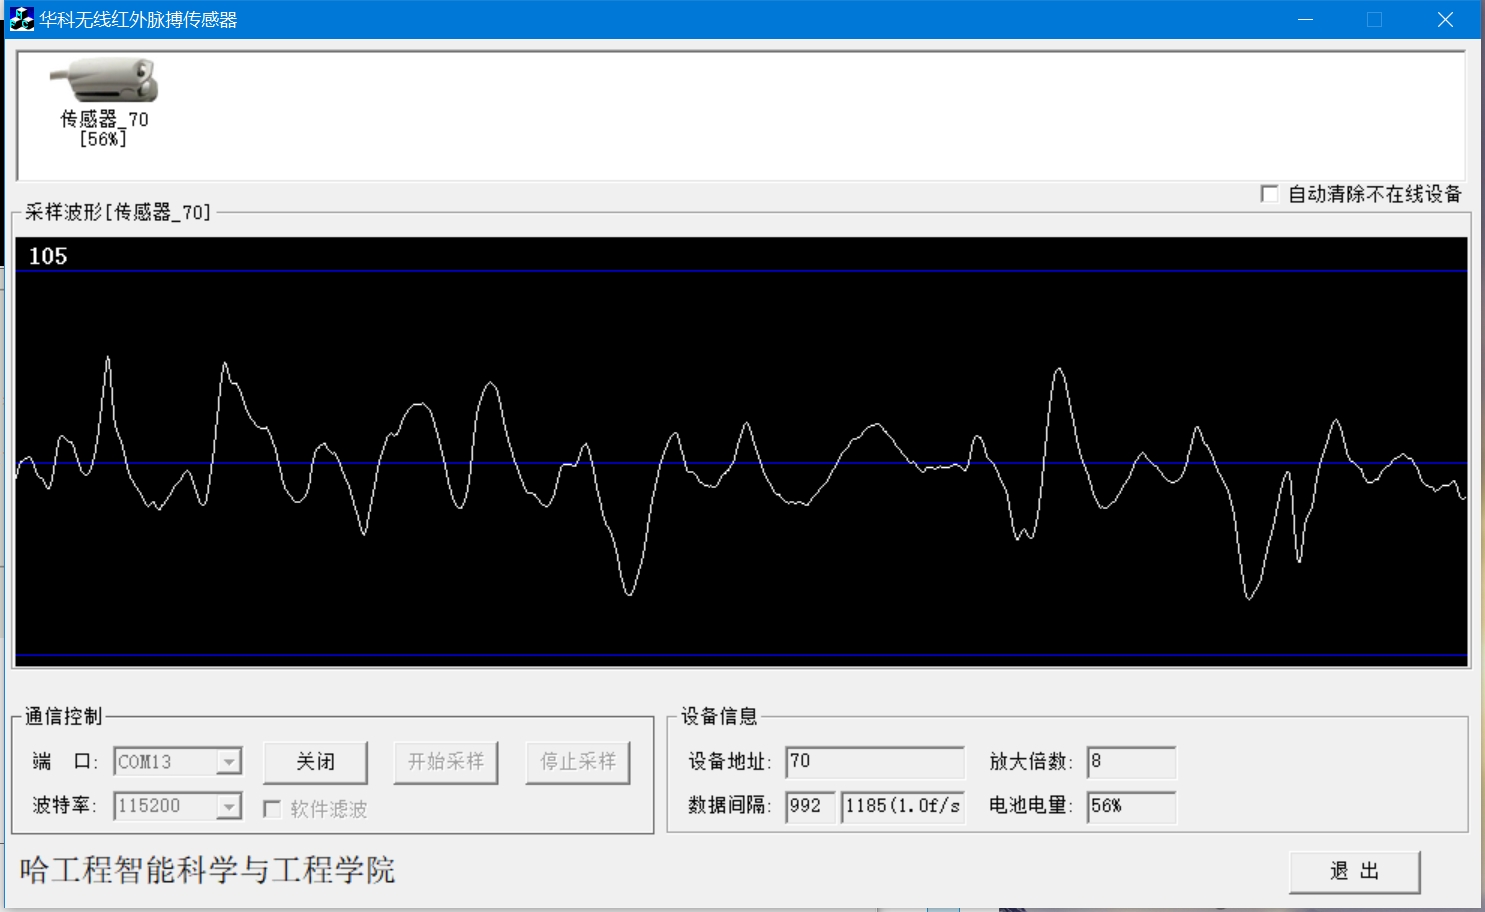 华科无线红外脉搏传感器
传感器_70
[56%]
自动清除不在线设备
采样波形[传感器_70]
105
通信控制
端 口: COM13 关闭 开始采样 停止采样
波特率: 115200 软件滤波
设备信息
设备地址: 70 放大倍数: 8
数据间隔: 992 1185(1.0f/s 电池电量: 56%
哈工程智能科学与工程学院
退 出